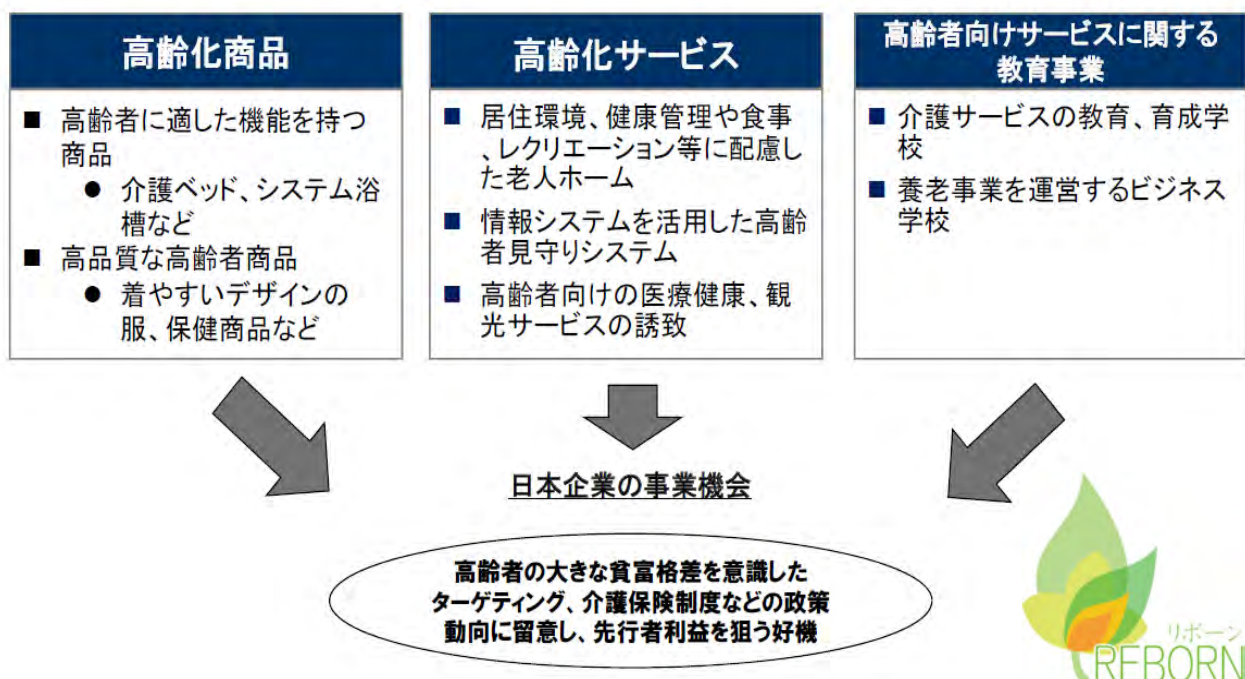 高齢化商品
■ 高齢者に適した機能を持つ
商品
● 介護ベッド、システム浴
槽など
■ 高品質な高齢者商品
● 着やすいデザインの
服、保健商品など
高齢化サービス
■ 居住環境、健康管理や食事
、レクリエーション等に配慮し
た老人ホーム
■ 情報システムを活用した高齢
者見守りシステム
■ 高齢者向けの医療健康、観
光サービスの誘致
高齢者向けサービスに関する
教育事業
■ 介護サービスの教育、育成学
校
■ 養老事業を運営するビジネス
学校
日本企業の事業機会
高齢者の大きな貧富格差を意識した
ターゲティング、介護保険制度などの政策
動向に留意し、先行者利益を狙う好機
リボーン
REBORN